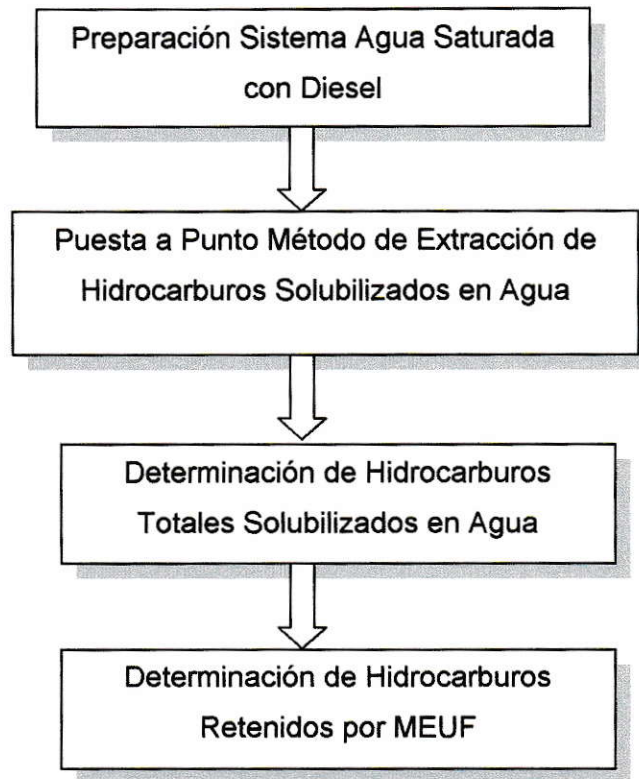 Preparación Sistema Agua Saturada
con Diesel
Puesta a Punto Método de Extracción de
Hidrocarburos Solubilizados en Agua
Determinación de Hidrocarburos
Totales Solubilizados en Agua
Determinación de Hidrocarburos
Retenidos por MEUF